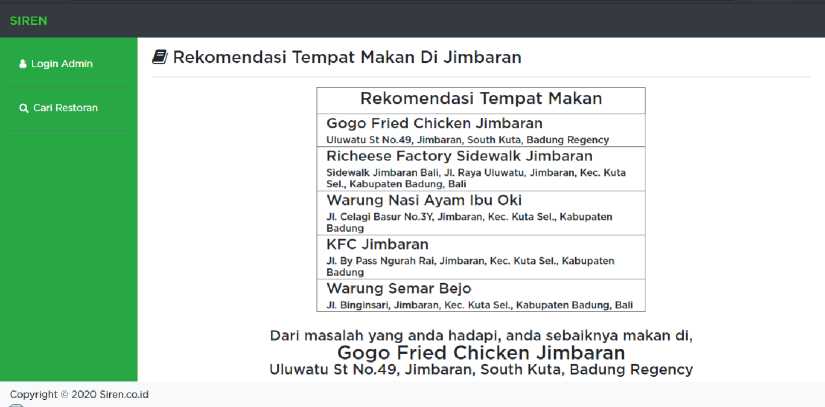 SIREN
Login Admin
Cari Restoran
Rekomendasi Tempat Makan Di Jimbaran
Rekomendasi Tempat Makan
Gogo Fried Chicken Jimbaran
Uluwatu St No.49, Jimbaran, South Kuta, Badung Regency
Richeese Factory Sidewalk Jimbaran
Sidewalk Jimbaran Bali, Jl. Raya Uluwatu, Jimbaran, Kec. Kuta
Sel., Kabupaten Badung, Bali
Warung Nasi Ayam Ibu Oki
Jl. Celagi Basur No.3Y, Jimbaran, Kec. Kuta Sel., Kabupaten
Badung
KFC Jimbaran
Jl. By Pass Ngurah Rai, Jimbaran, Kec. Kuta Sel., Kabupaten
Badung
Warung Semar Bejo
Jl. Binginsari, Jimbaran, Kec. Kuta Sel., Kabupaten Badung, Bali
Dari masalah yang anda hadapi, anda sebaiknya makan di,
Gogo Fried Chicken Jimbaran
Uluwatu St No.49, Jimbaran, South Kuta, Badung Regency
Copyright © 2020 Siren.co.id